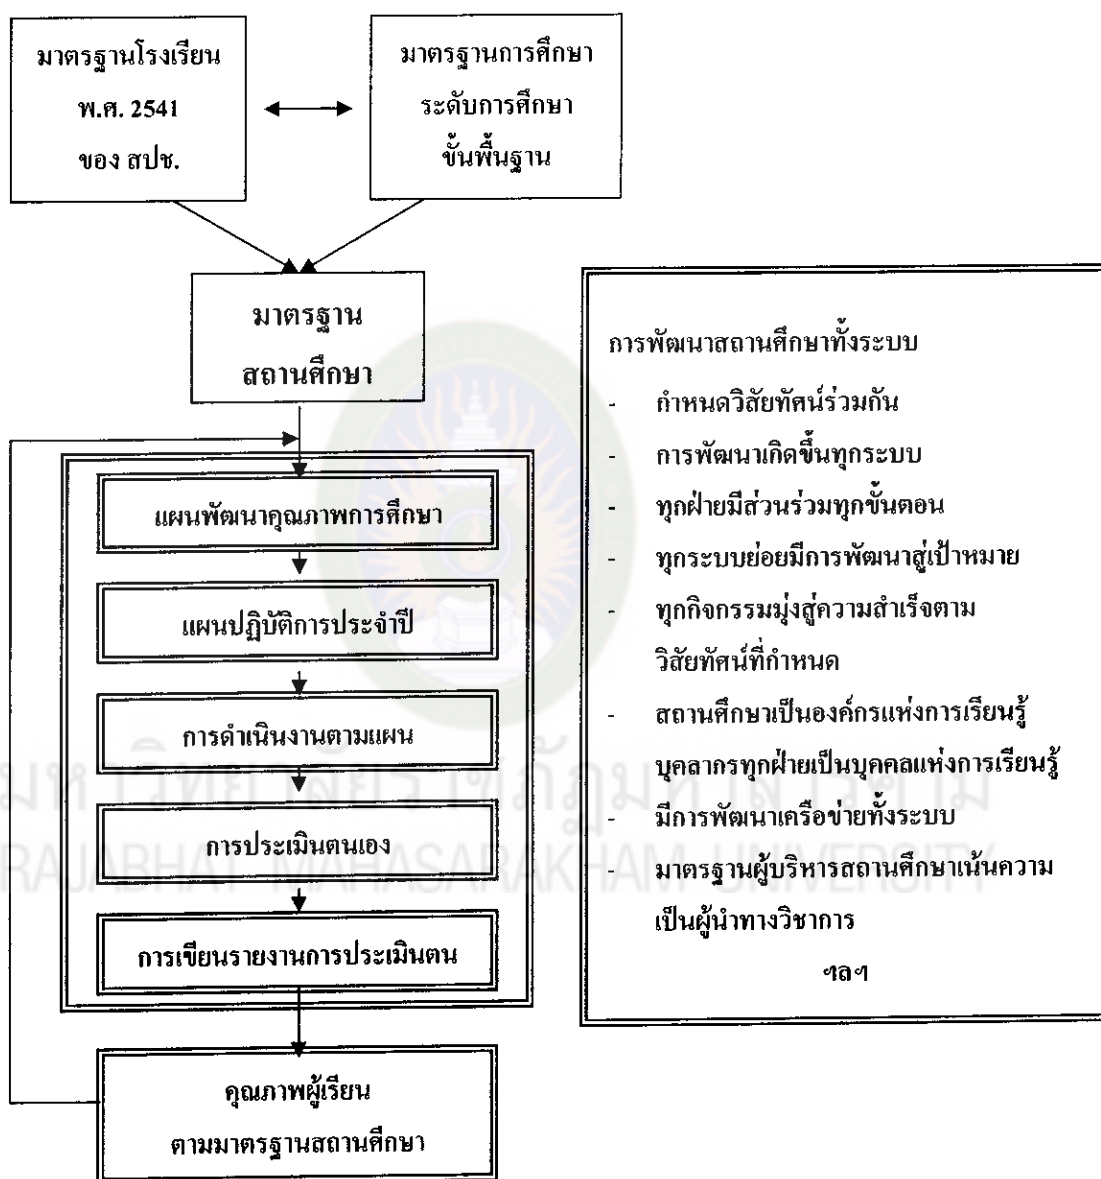 มาตรฐานโรงเรียน
พ.ศ. 2541
ของ สปช.
มาตรฐานการศึกษา
ระดับการศึกษา
ขั้นพื้นฐาน
มาตรฐาน
สถานศึกษา
แผนพัฒนาคุณภาพการศึกษา
แผนปฏิบัติการประจำปี
การดำเนินงานตามแผน
การประเมินตนเอง
การเขียนรายงานการประเมินตน
คุณภาพผู้เรียน
ตามมาตรฐานสถานศึกษา
การพัฒนาสถานศึกษาทั้งระบบ
- กำหนดวิสัยทัศน์ร่วมกัน
- การพัฒนาเกิดขึ้นทุกระบบ
- ทุกฝ่ายมีส่วนร่วมทุกขั้นตอน
- ทุกระบบย่อยมีการพัฒนาสู่เป้าหมาย
- ทุกกิจกรรมมุ่งสู่ความสำเร็จตาม
วิสัยทัศน์ที่กำหนด
- สถานศึกษาเป็นองค์กรแห่งการเรียนรู้
บุคลากรทุกฝ่ายเป็นบุคคลแห่งการเรียนรู้
- มีการพัฒนาเครือข่ายทั้งระบบ
- มาตรฐานผู้บริหารสถานศึกษาเน้นความ
เป็นผู้นำทางวิชาการ
ฯลฯ
RAJABHAT MAHASARAKHAM UNIVERSITY